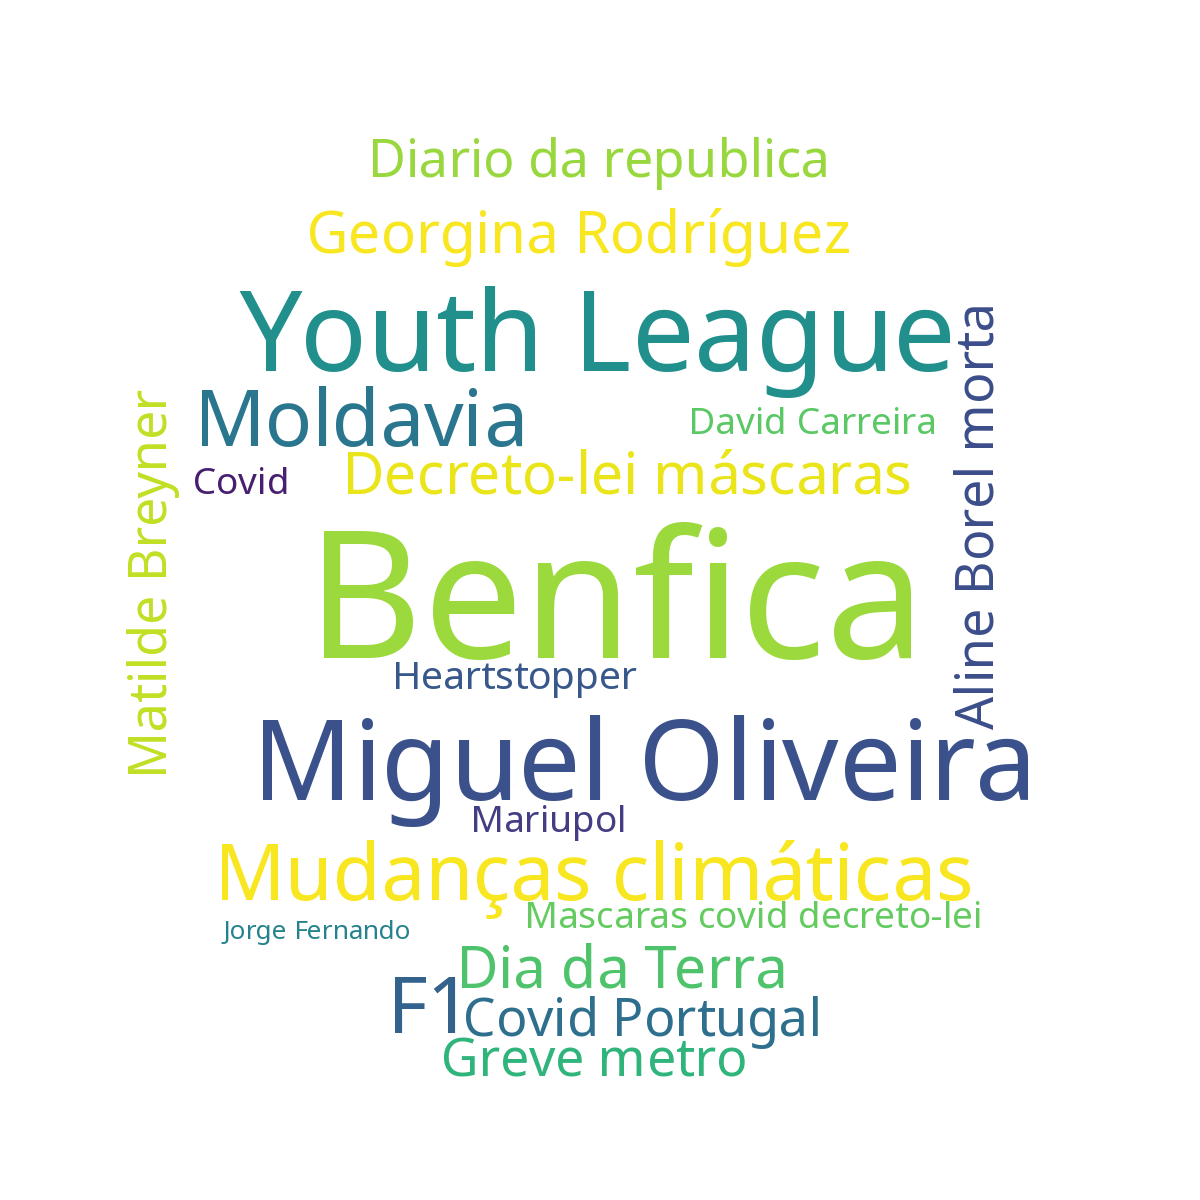 Diario da republica
Georgina Rodríguez
Youth League
Moldavia
David Carreira
Aline Borel morta
Matilde Breyner
Covid
Decreto-lei máscaras
Benfica
Heartstopper
Miguel Oliveira
Mariupol
Mudanças climáticas
Mascaras covid decreto-lei
Jorge Fernando
Dia da Terra
F1
Covid Portugal
Greve metro